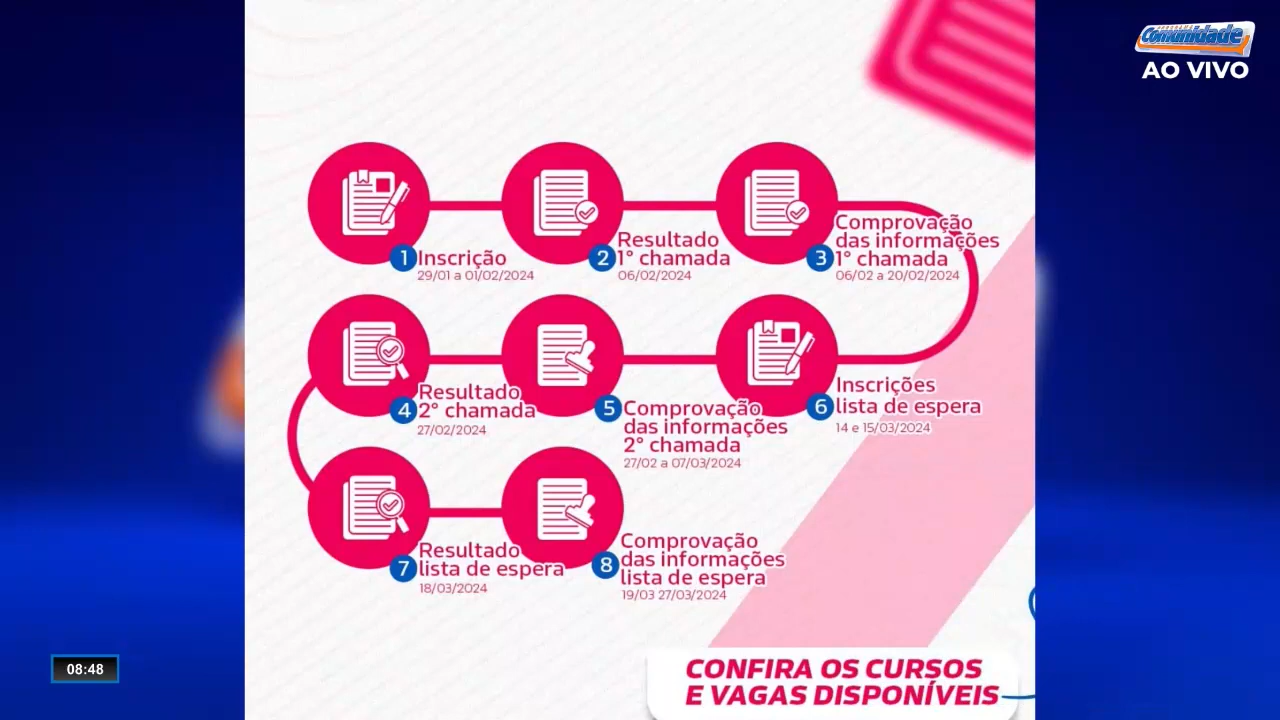 PROGRAMA
Comunidade
AO VIVO
1 Inscrição
29/01 a 01/02/2024
2 Resultado
1° chamada
06/02/2024
3 Comprovação
das informações
1° chamada
06/02 a 20/02/2024
4 Resultado
2° chamada
27/02/2024
5 Comprovação
das informações
2° chamada
27/02 a 07/03/2024
6 Inscrições
lista de espera
14 e 15/03/2024
7 Resultado
lista de espera
18/03/2024
8 Comprovação
das informações
lista de espera
19/03 27/03/2024
08:48
CONFIRA OS CURSOS
E VAGAS DISPONÍVEIS